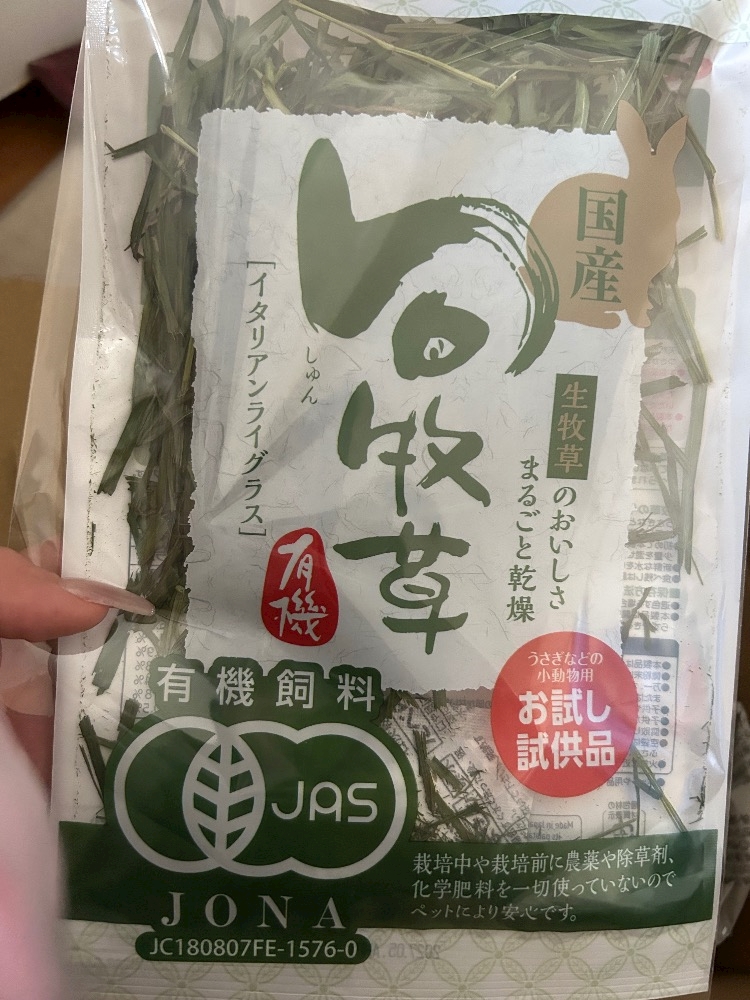 国産
旬牧草
しゅん
[イタリアンライグラス]
生牧草のおいしさ
まるごと乾燥
有機
うさぎなどの
小動物用
お試し
試供品
有機飼料
JAS
JONA
JC180807FE-1576-0
栽培中や栽培前に農薬や除草剤、
化学肥料を一切使っていないので
ペットにより安心です。